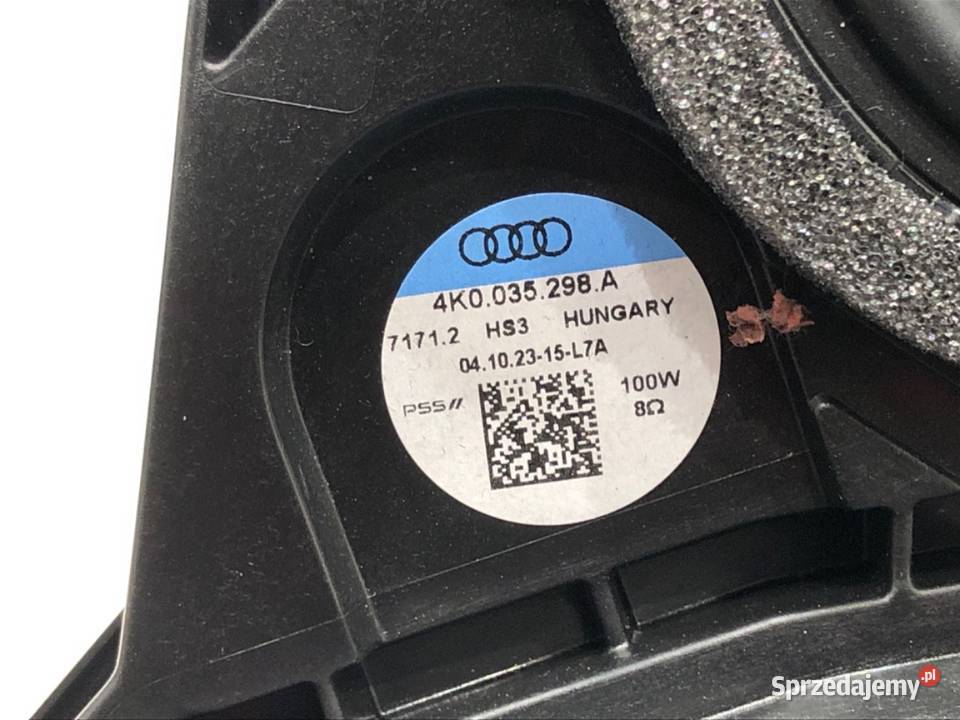 4K0.035.298.A
7171.2 HS3 HUNGARY
04.10.23-15-L7A
PSS// 100W
8Ω
Sprzedajemy.pl